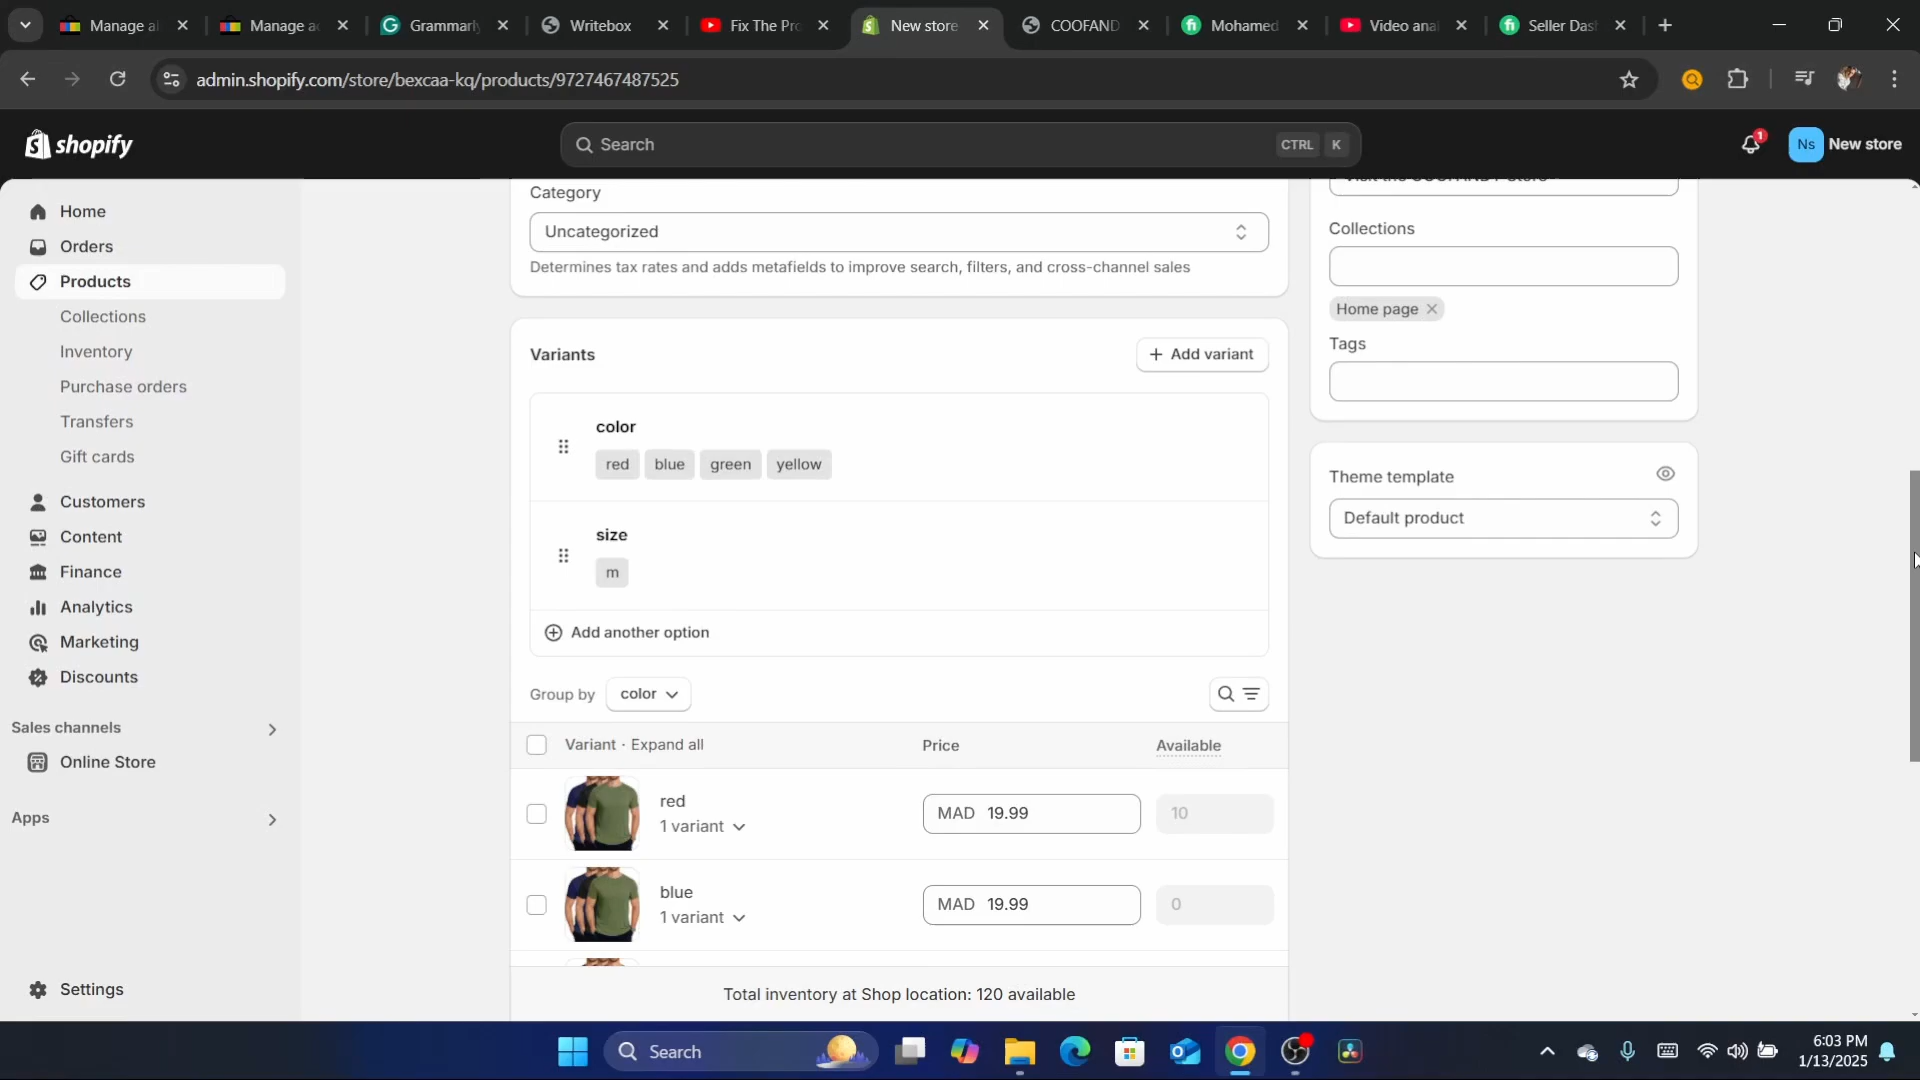 Manage al
Manage ac
Grammarly
Writebox
Fix The Pro
New store
COOFAND
Mohamed
Video anal
Seller Das
admin.shopify.com/store/bexcaa-kq/products/9727467487525
shopify
Search
CTRL K
1
Ns
New store
Home
Orders
Products
Collections
Inventory
Purchase orders
Transfers
Gift cards
Customers
Content
Finance
Analytics
Marketing
Discounts
Sales channels
Online Store
Apps
Settings
Category
Uncategorized
Determines tax rates and adds metafields to improve search, filters, and cross-channel sales
Variants
+ Add variant
color
red blue green yellow
size
m
Add another option
Group by color
Variant · Expand all Price Available
red
1 variant
MAD 19.99
10
blue
1 variant
MAD 19.99
0
Total inventory at Shop location: 120 available
Collections
Home page
Tags
Theme template
Default product
Search
6:03 PM
1/13/2025